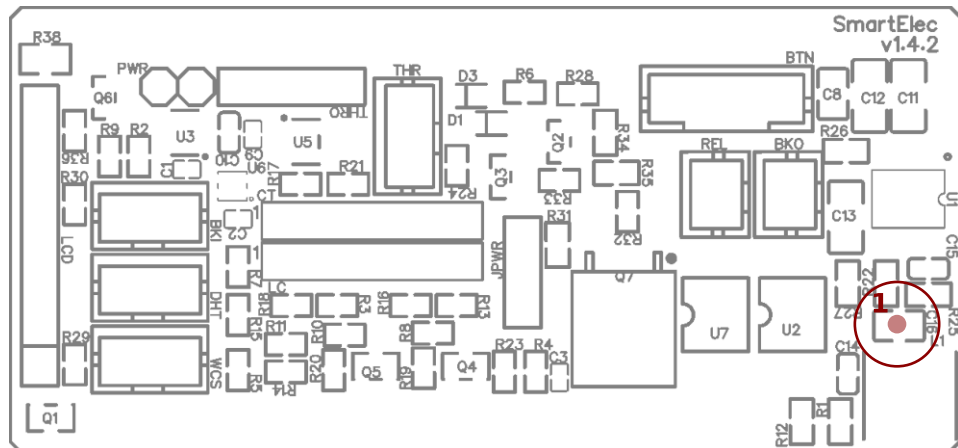 SmartElec
v1.4.2
R38
PWR
THR
D3
R6
R28
BTN
Q6
THRO
C8
C12
C11
R36
R9
R2
U3
C10
C9
U5
D1
Q2
R34
R26
C1
U6
R17
R21
R24
Q3
R33
R35
REL
BKO
R30
CT
C2
1
R31
R32
C13
U1
LCD
BKI
1
R7
JPWR
Q7
C15
DHT
LC
R18
R3
R16
R13
R22
1
R27
R25
R15
R11
R10
R8
U7
U2
C16
R29
WCS
R5
R14
R20
Q5
R19
Q4
R23
R4
C3
C14
Q1
R12
R1